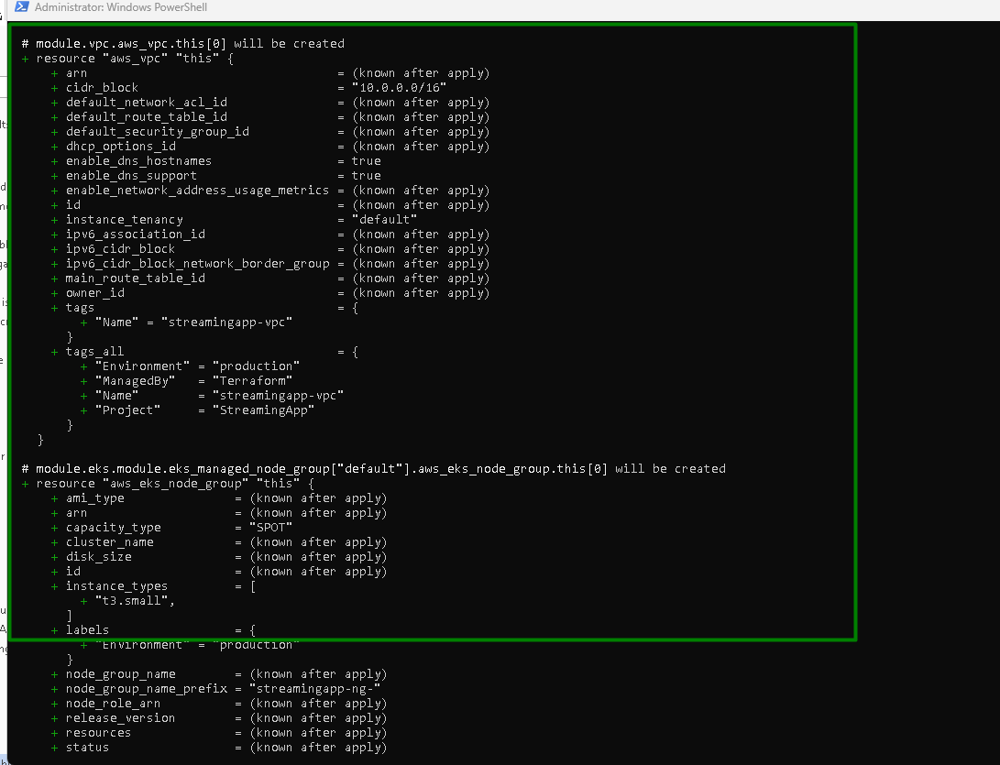 Administrator: Windows PowerShell
# module.vpc.aws_vpc.this[0] will be created
+ resource "aws_vpc" "this" {
+ arn = (known after apply)
+ cidr_block = "10.0.0.0/16"
+ default_network_acl_id = (known after apply)
+ default_route_table_id = (known after apply)
+ default_security_group_id = (known after apply)
+ dhcp_options_id = (known after apply)
+ enable_dns_hostnames = true
+ enable_dns_support = true
+ enable_network_address_usage_metrics = (known after apply)
+ id = (known after apply)
+ instance_tenancy = "default"
+ ipv6_association_id = (known after apply)
+ ipv6_cidr_block = (known after apply)
+ ipv6_cidr_block_network_border_group = (known after apply)
+ main_route_table_id = (known after apply)
+ owner_id = (known after apply)
+ tags = {
+ "Name" = "streamingapp-vpc"
}
+ tags_all = {
+ "Environment" = "production"
+ "ManagedBy" = "Terraform"
+ "Name" = "streamingapp-vpc"
+ "Project" = "StreamingApp"
}
}
# module.eks.module.eks_managed_node_group["default"].aws_eks_node_group.this[0] will be created
+ resource "aws_eks_node_group" "this" {
+ ami_type = (known after apply)
+ arn = (known after apply)
+ capacity_type = "SPOT"
+ cluster_name = (known after apply)
+ disk_size = (known after apply)
+ id = (known after apply)
+ instance_types = [
+ "t3.small",
]
+ labels = {
+ "Environment" = "production"
}
+ node_group_name = (known after apply)
+ node_group_name_prefix = "streamingapp-ng-"
+ node_role_arn = (known after apply)
+ release_version = (known after apply)
+ resources = (known after apply)
+ status = (known after apply)